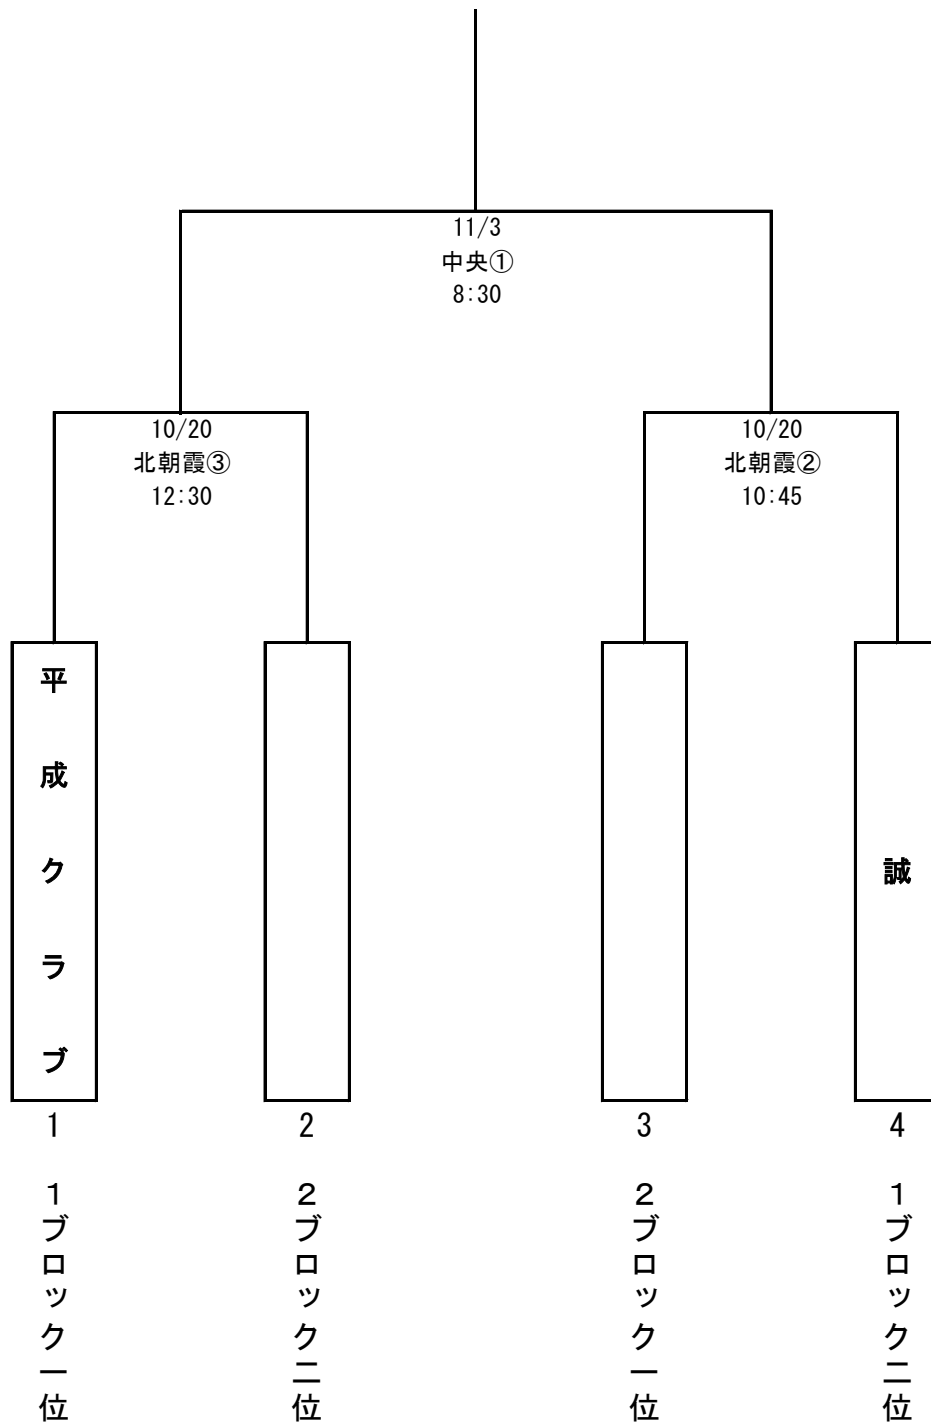 11/3
中央①
8:30
10/20
北朝霞③
12:30
10/20
北朝霞②
10:45
平成クラブ
誠
1
2
3
4
１ブロック一位
２ブロック二位
２ブロック一位
１ブロック二位